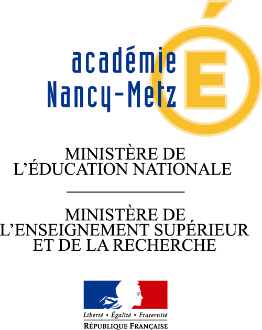 académie
Nancy-Metz
É
MINISTÈRE DE
L'ÉDUCATION NATIONALE
MINISTÈRE DE
L'ENSEIGNEMENT SUPÉRIEUR
ET DE LA RECHERCHE
Liberté • Égalité • Fraternité
RÉPUBLIQUE FRANÇAISE